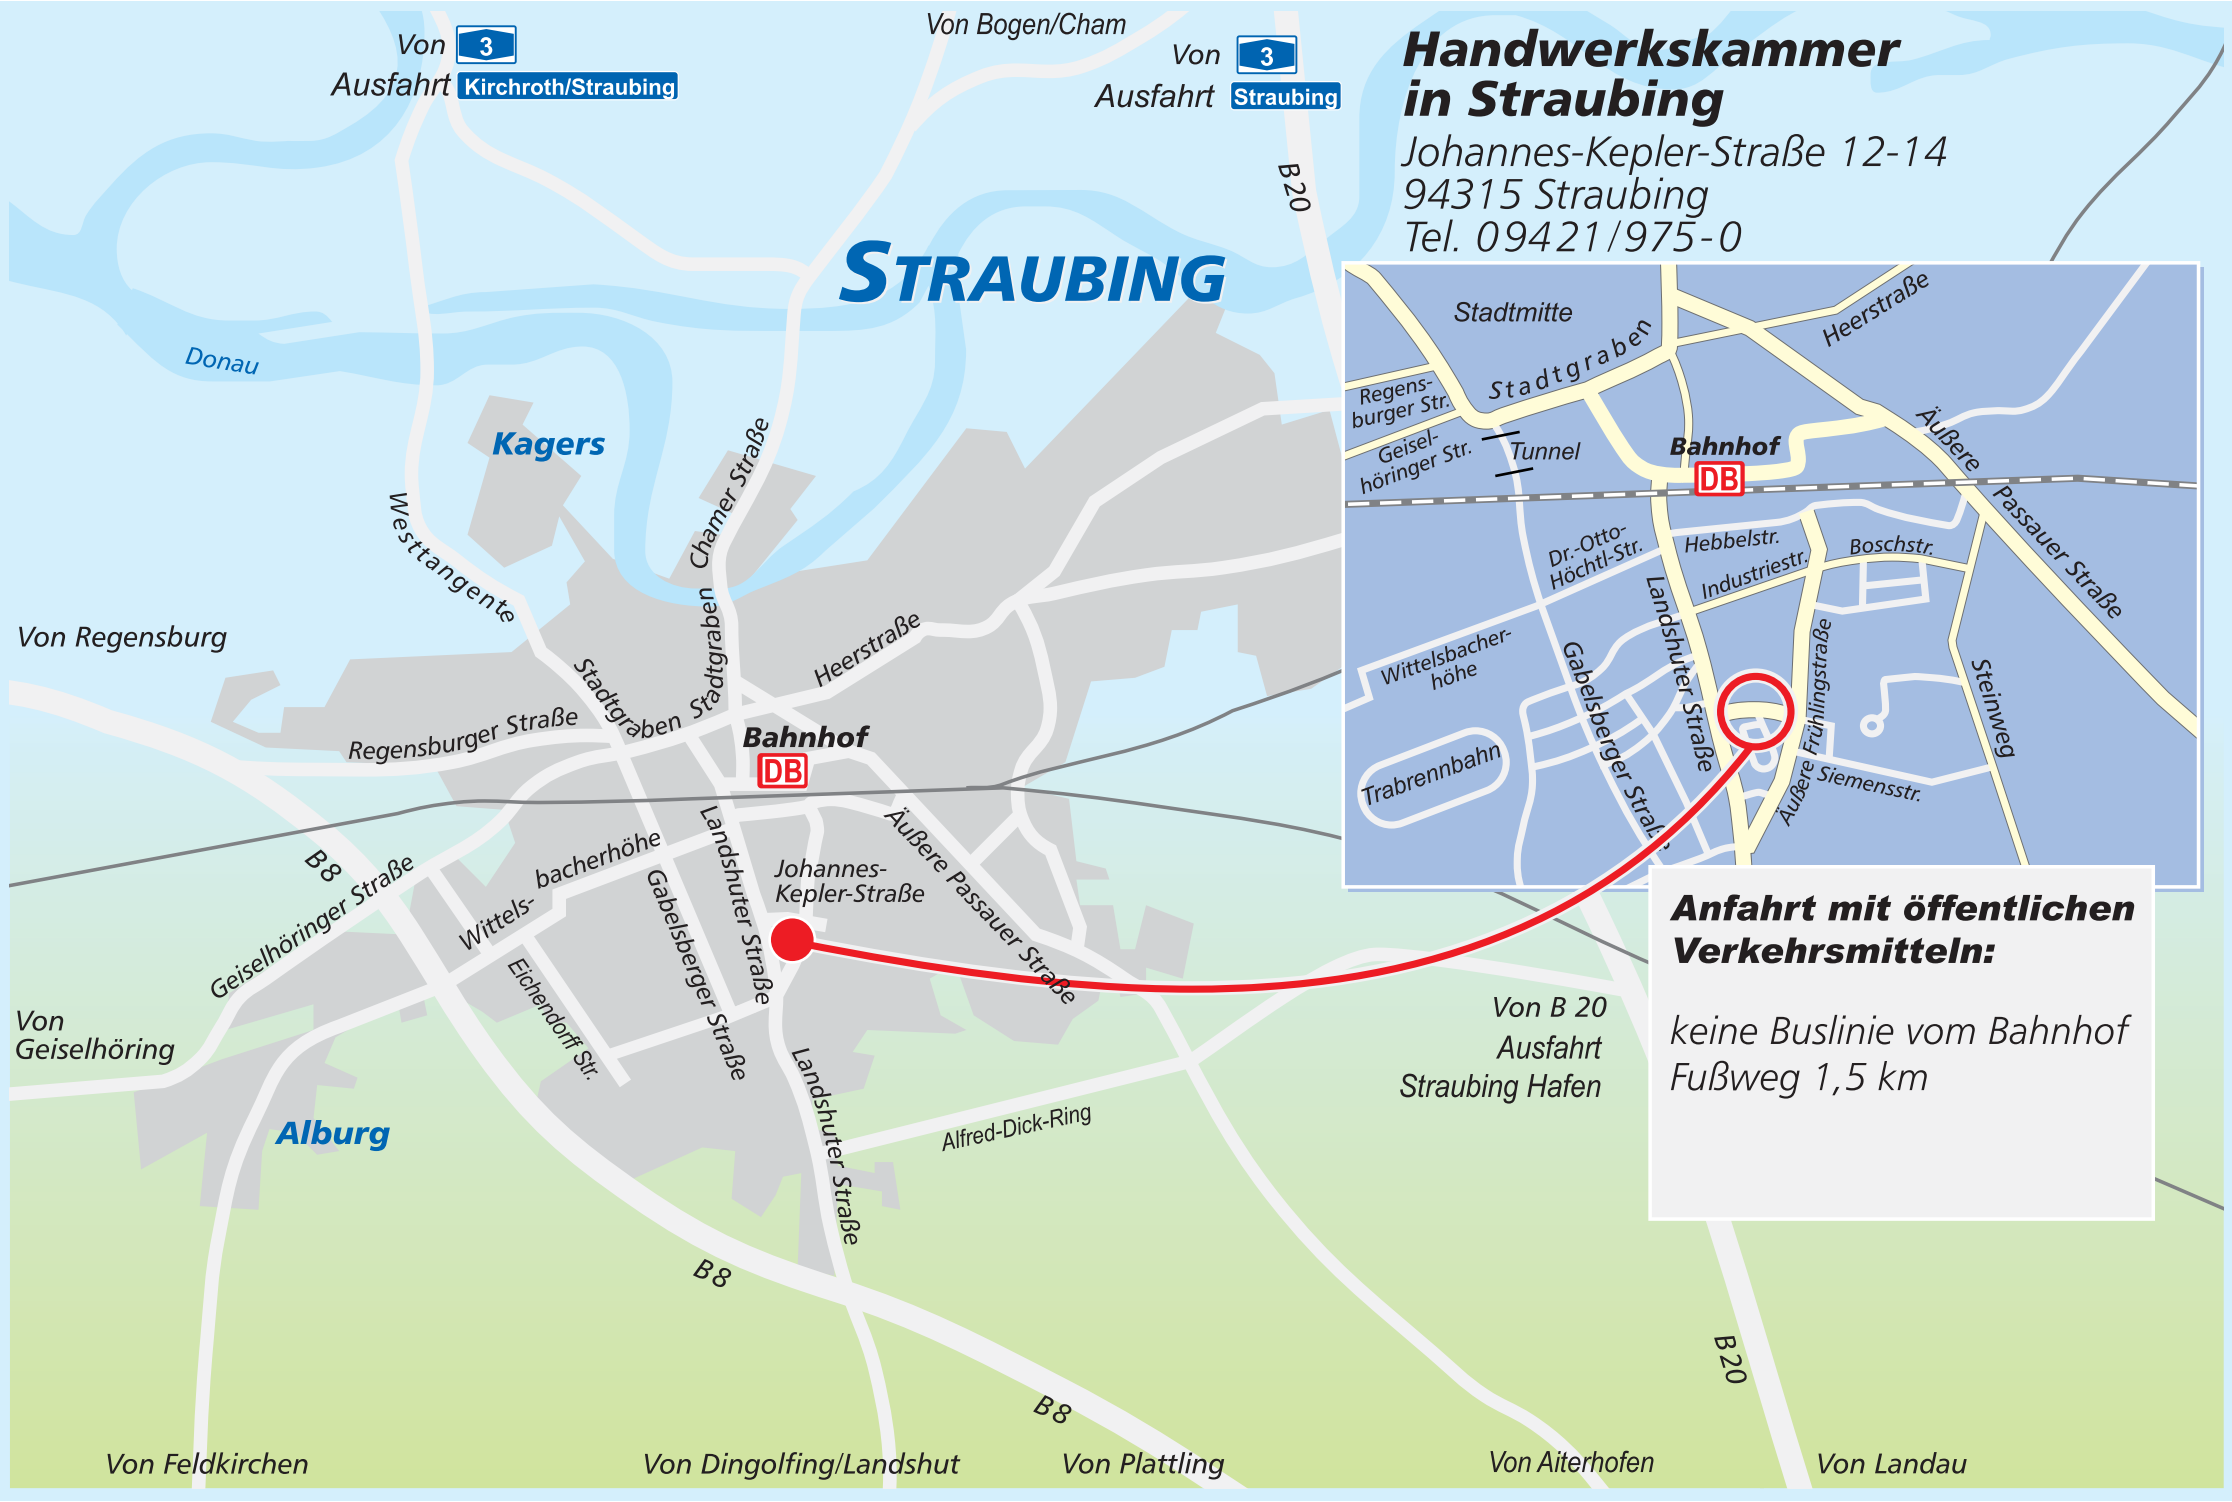 Von 3
Ausfahrt Kirchroth/Straubing
Von Bogen/Cham
Von 3
Ausfahrt Straubing
B 20
Handwerkskammer
in Straubing
Johannes-Kepler-Straße 12-14
94315 Straubing
Tel. 09421/975-0
STRAUBING
Donau
Kagers
Westtangente
Chamer Straße
Stadtgraben
Heerstraße
Von Regensburg
Stadtgraben
Stadtgraben
Regensburger Straße
Bahnhof
DB
B 8
Geiselhöringer Straße
Wittels-
bacherhöhe
Landshuter Straße
Gabelsberger Straße
Johannes-
Kepler-Straße
Äußere Passauer Straße
Eichendorff Str.
Von
Geiselhöring
Alburg
Landshuter Straße
Alfred-Dick-Ring
B 8
B 8
Von B 20
Ausfahrt
Straubing Hafen
B 20
Von Feldkirchen
Von Dingolfing/Landshut
Von Plattling
Von Aiterhofen
Von Landau
Stadtmitte
Stadtgraben
Heerstraße
Regens-
burger Str.
Geisel-
höringer Str.
Tunnel
Bahnhof
DB
Äußere Passauer Straße
Dr.-Otto-
Höchtl-Str.
Hebbelstr.
Boschstr.
Industriestr.
Landshuter Straße
Wittelsbacher-
höhe
Gabelsberger Straße
Äußere Frühlingstraße
Steinweg
Trabrennbahn
Siemensstr.
Anfahrt mit öffentlichen
Verkehrsmitteln:
keine Buslinie vom Bahnhof
Fußweg 1,5 km